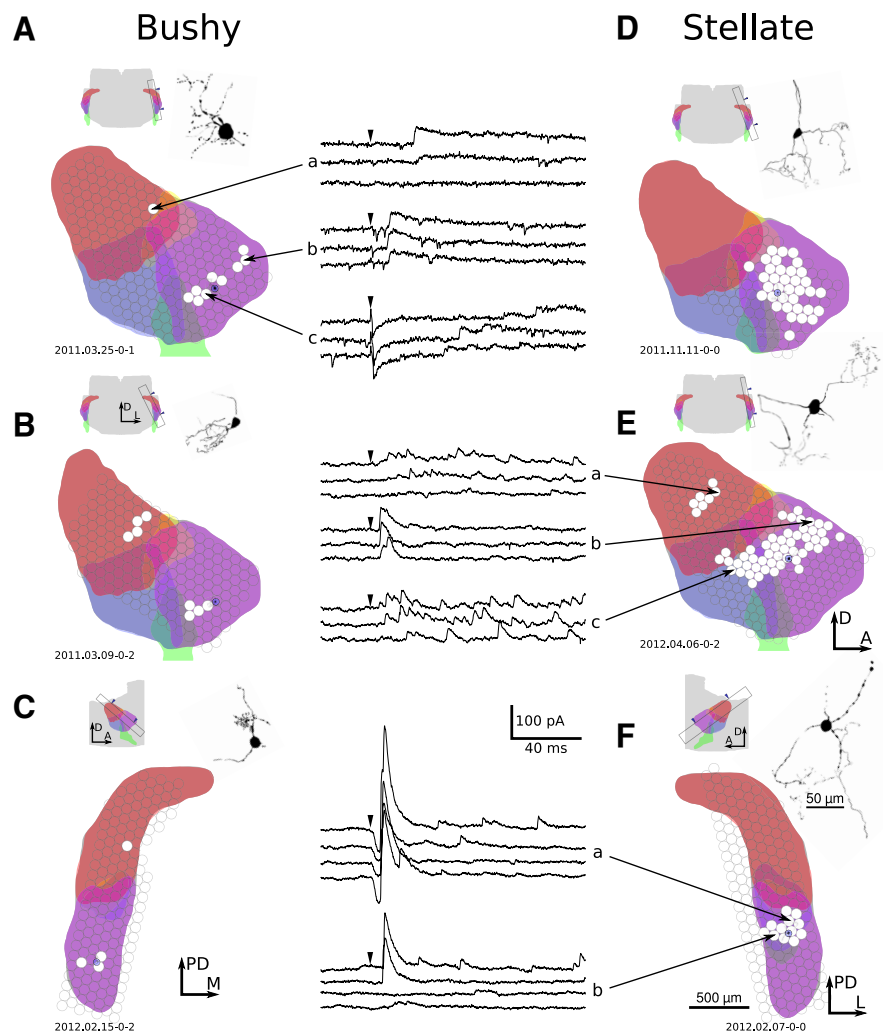 A Bushy
D Stellate
a
b
c
2011.03.25-0-1
2011.11.11-0-0
B
D
L
E
a
b
c
2011.03.09-0-2
2012.04.06-0-2
D
A
C
D
A
100 pA
40 ms
F
D
A
50 µm
a
b
PD
M
500 µm
PD
L
2012.02.15-0-2
2012.02.07-0-0